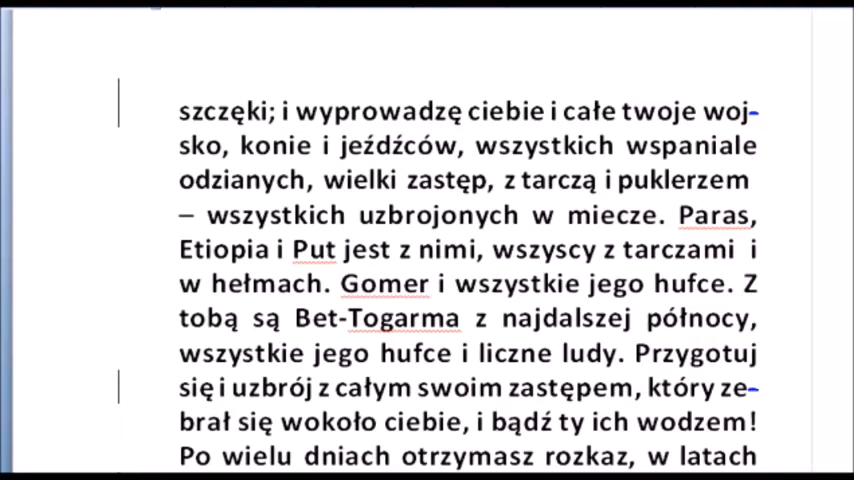 szczęki; i wyprowadzę ciebie i całe twoje woj-
sko, konie i jeźdźców, wszystkich wspaniale
odzianych, wielki zastęp, z tarczą i puklerzem
– wszystkich uzbrojonych w miecze. Paras,
Etiopia i Put jest z nimi, wszyscy z tarczami i
w hełmach. Gomer i wszystkie jego hufce. Z
tobą są Bet-Togarma z najdalszej północy,
wszystkie jego hufce i liczne ludy. Przygotuj
się i uzbrój z całym swoim zastępem, który ze-
brał się wokoło ciebie, i bądź ty ich wodzem!
Po wielu dniach otrzymasz rozkaz, w latach